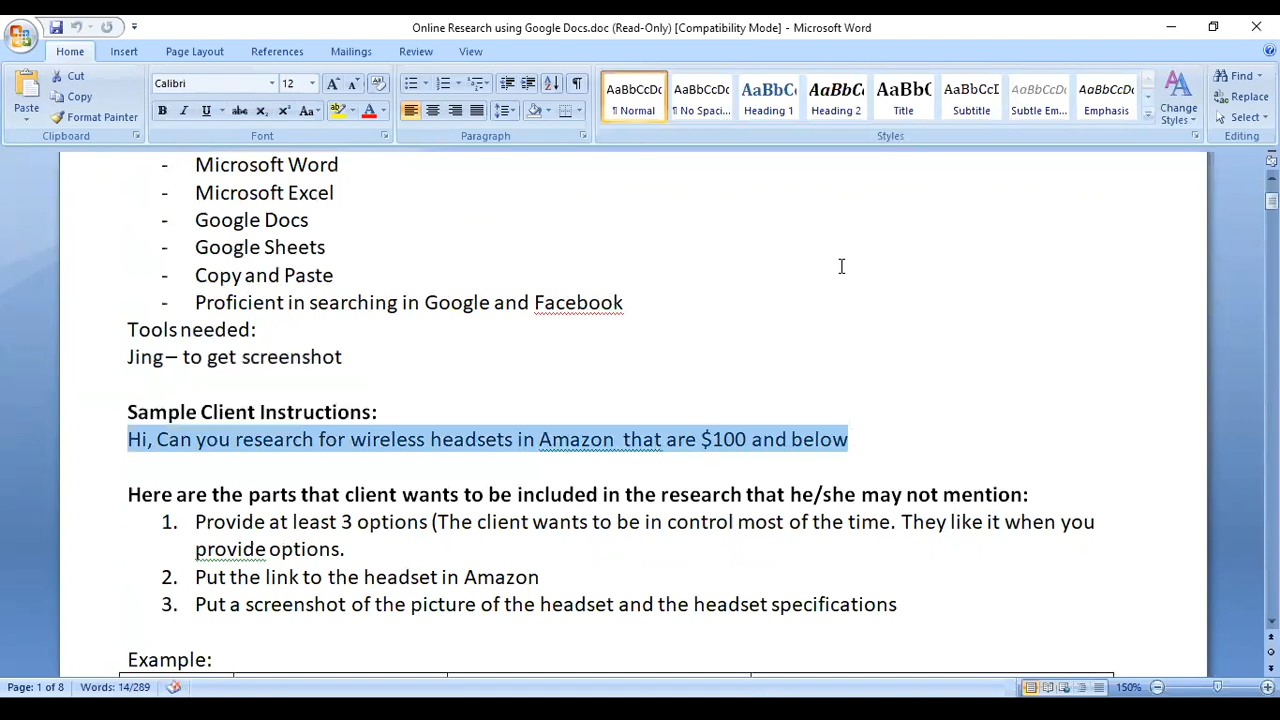 Online Research using Google Docs.doc (Read-Only) [Compatibility Mode] - Microsoft Word
Home Insert Page Layout References Mailings Review View
Paste Cut Copy Format Painter
Clipboard
Calibri 12
Font
Paragraph
AaBbCcDc AaBbCcDc AaBbC AaBbCc AaBb( AaBbCcI AaBbCcDc AaBbCcDc
¶ Normal ¶ No Spaci... Heading 1 Heading 2 Title Subtitle Subtle Em... Emphasis
Change Styles
Styles
Find
Replace
Select
Editing
- Microsoft Word
- Microsoft Excel
- Google Docs
- Google Sheets
- Copy and Paste
- Proficient in searching in Google and Facebook
Tools needed:
Jing – to get screenshot
Sample Client Instructions:
Hi, Can you research for wireless headsets in Amazon  that are $100 and below
Here are the parts that client wants to be included in the research that he/she may not mention:
1. Provide at least 3 options (The client wants to be in control most of the time. They like it when you
provide options.
2. Put the link to the headset in Amazon
3. Put a screenshot of the picture of the headset and the headset specifications
Example:
Page: 1 of 8 Words: 14/289 150%